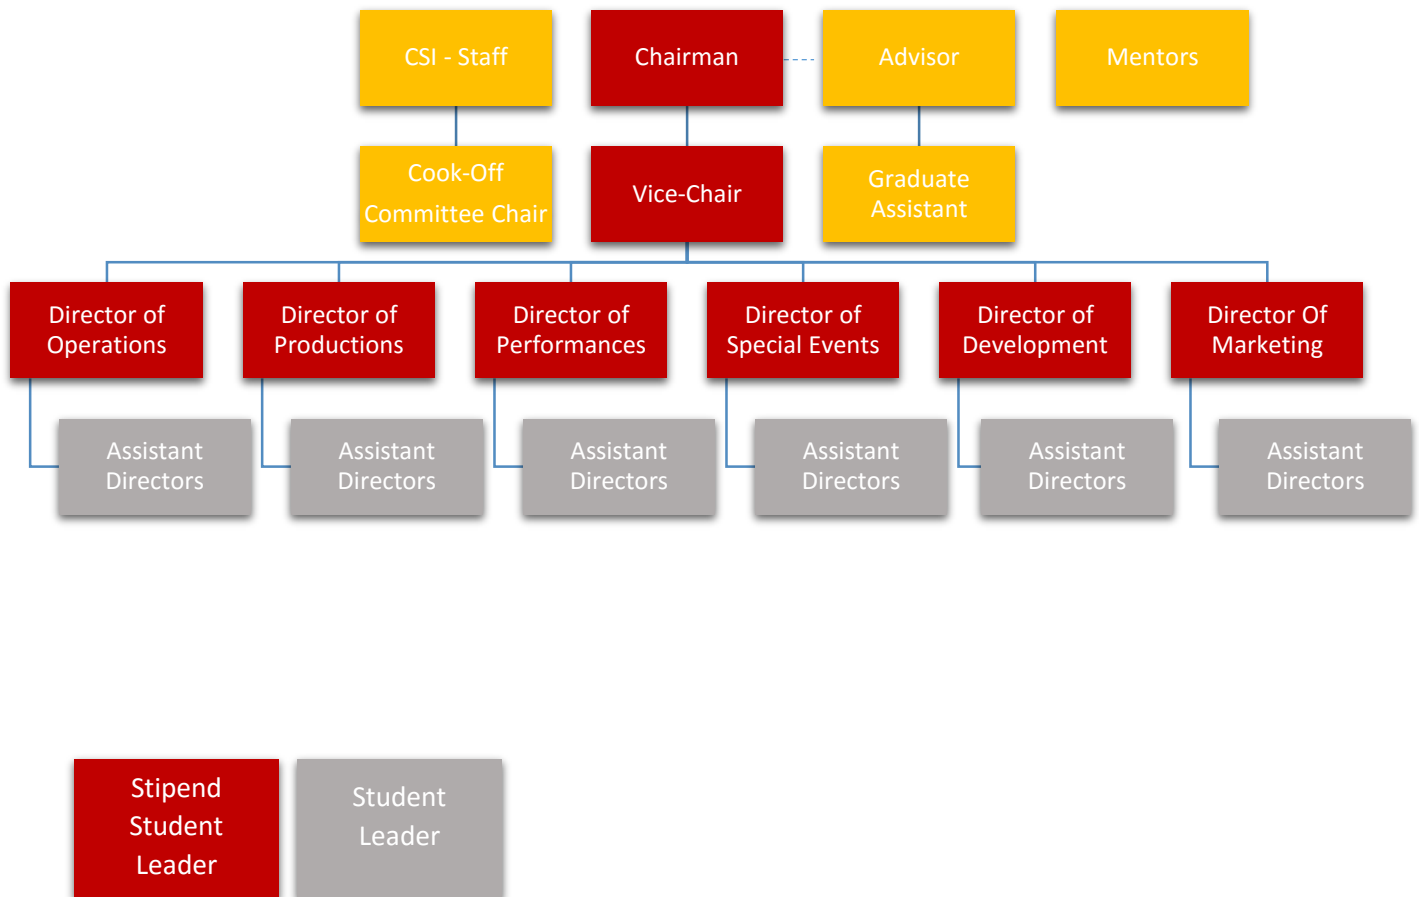 CSI - Staff
Chairman
Advisor
Mentors
Cook-Off
Committee Chair
Vice-Chair
Graduate
Assistant
Director of
Operations
Director of
Productions
Director of
Performances
Director of
Special Events
Director of
Development
Director Of
Marketing
Assistant
Directors
Assistant
Directors
Assistant
Directors
Assistant
Directors
Assistant
Directors
Assistant
Directors
Stipend
Student
Leader
Student
Leader